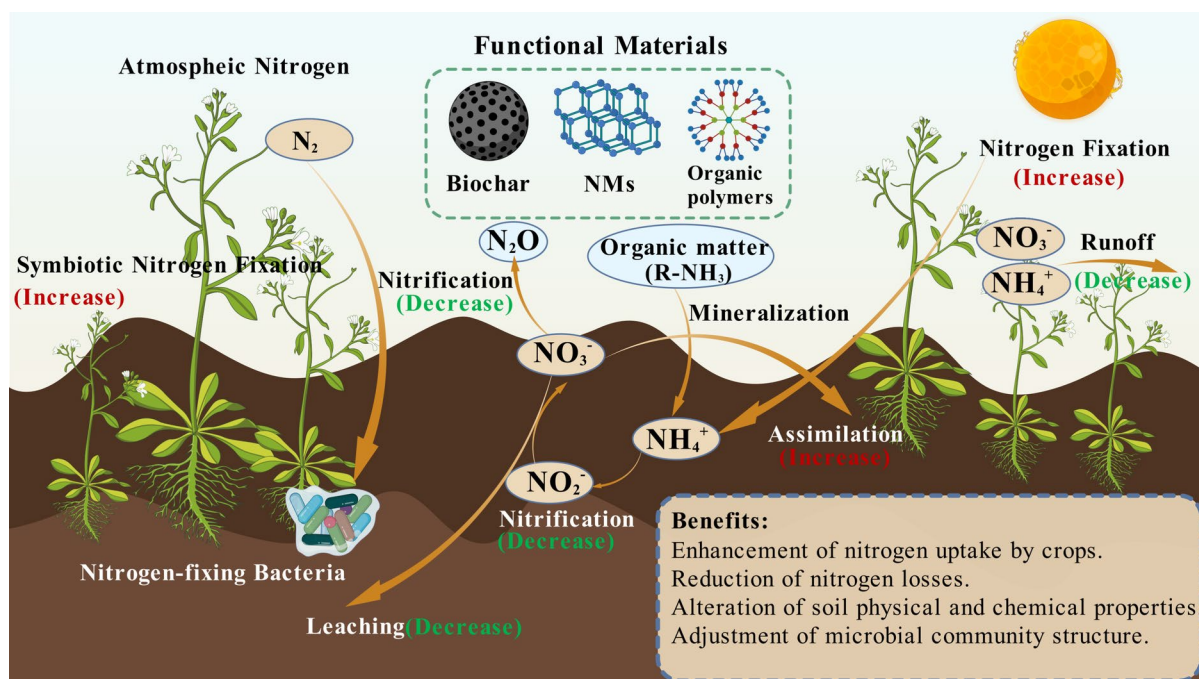 Functional Materials
Atmospheic Nitrogen
N₂
Biochar
NMs
Organic
polymers
Nitrogen Fixation
(Increase)
Symbiotic Nitrogen Fixation
(Increase)
N₂O
Nitrification
(Decrease)
Organic matter
(R-NH₃)
Mineralization
NO₃⁻
NH₄⁺
Runoff
(Decrease)
NO₃⁻
NH₄⁺
Assimilation
(Increase)
NO₂⁻
Nitrification
(Decrease)
Nitrogen-fixing Bacteria
Leaching(Decrease)
Benefits:
Enhancement of nitrogen uptake by crops.
Reduction of nitrogen losses.
Alteration of soil physical and chemical properties
Adjustment of microbial community structure.